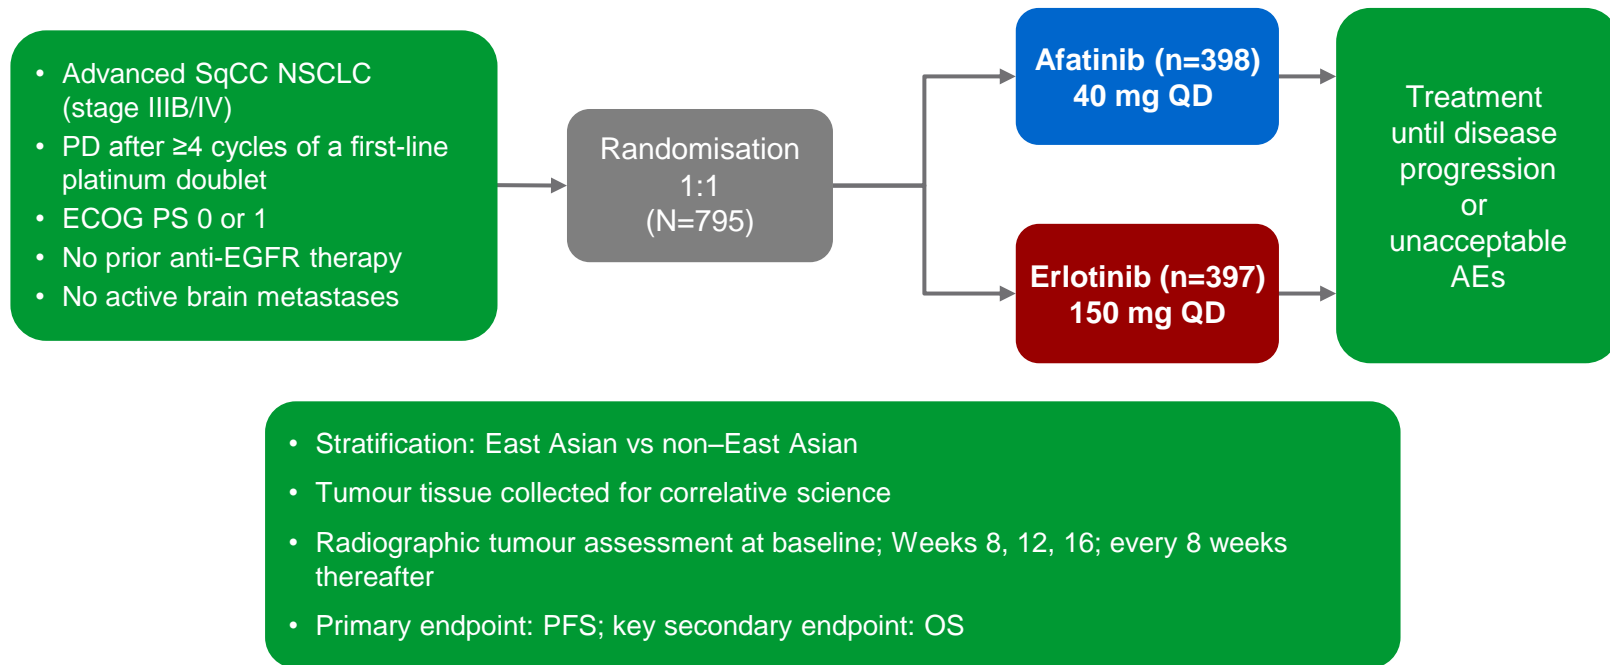 • Advanced SqCC NSCLC
(stage IIIB/IV)
• PD after ≥4 cycles of a first-line
platinum doublet
• ECOG PS 0 or 1
• No prior anti-EGFR therapy
• No active brain metastases
Randomisation
1:1
(N=795)
Afatinib (n=398)
40 mg QD
Erlotinib (n=397)
150 mg QD
Treatment
until disease
progression
or
unacceptable
AEs
• Stratification: East Asian vs non–East Asian
• Tumour tissue collected for correlative science
• Radiographic tumour assessment at baseline; Weeks 8, 12, 16; every 8 weeks
thereafter
• Primary endpoint: PFS; key secondary endpoint: OS